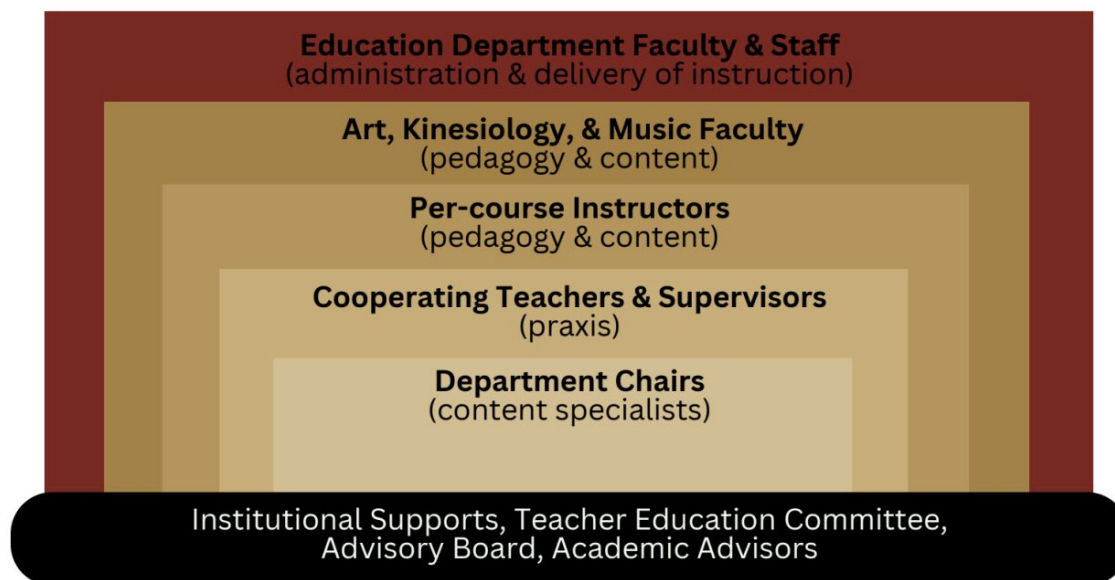 Education Department Faculty & Staff
(administration & delivery of instruction)
Art, Kinesiology, & Music Faculty
(pedagogy & content)
Per-course Instructors
(pedagogy & content)
Cooperating Teachers & Supervisors
(praxis)
Department Chairs
(content specialists)
Institutional Supports, Teacher Education Committee,
Advisory Board, Academic Advisors